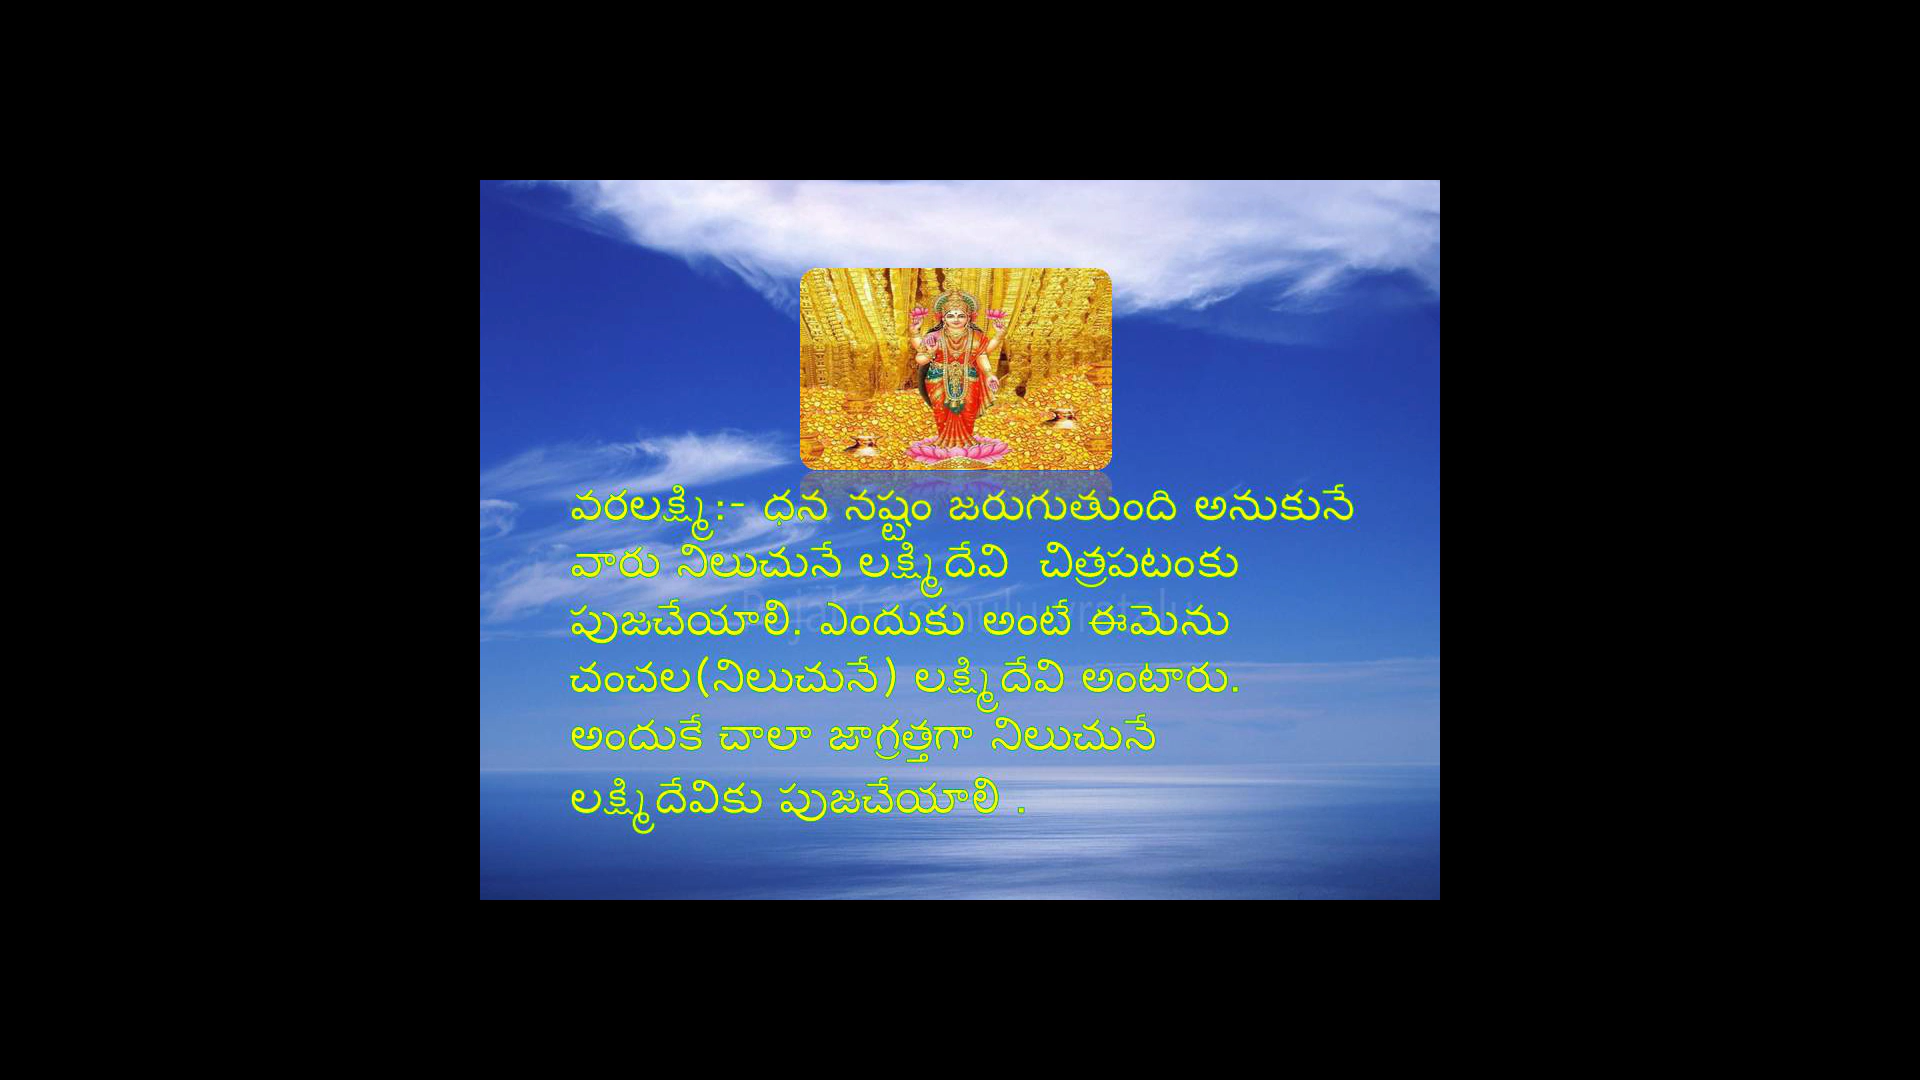 వరలక్ష్మి:- ధన నష్టం జరుగుతుంది అనుకునే
వారు నిలుచునే లక్ష్మిదేవి చిత్రపటంకు
పుజచేయాలి. ఎందుకు అంటే ఈమెను
చంచల(నిలుచునే) లక్ష్మిదేవి అంటారు.
అందుకే చాలా జాగ్రత్తగా నిలుచునే
లక్ష్మిదేవికు పుజచేయాలి .